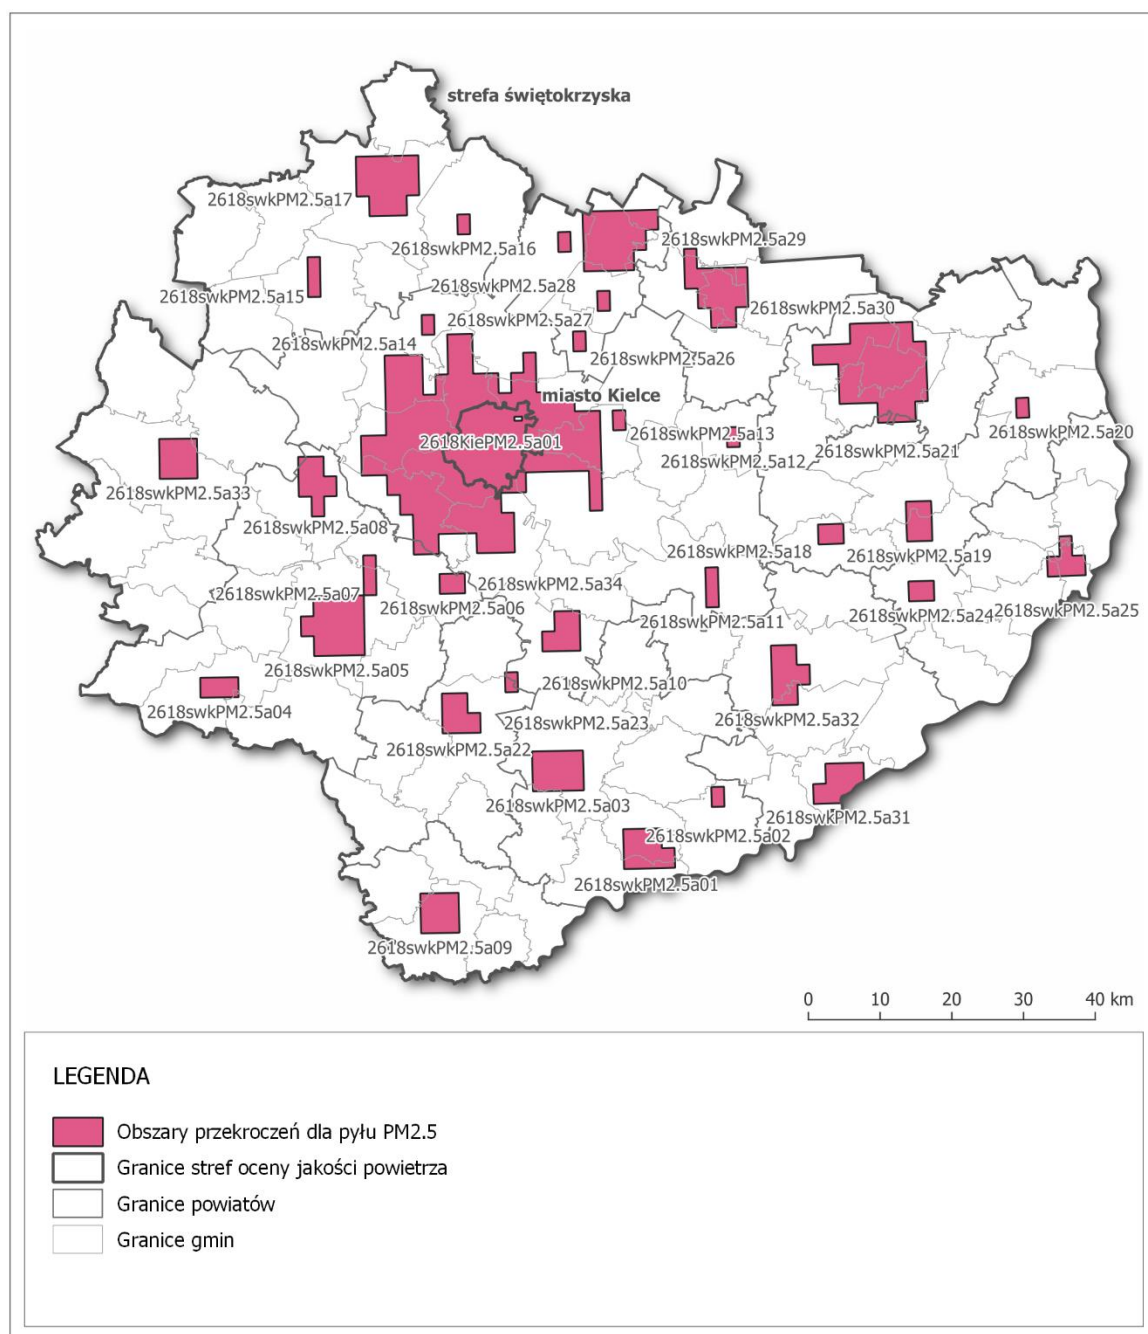 strefa świętokrzyska
2618swkPM2.5a17
2618swkPM2.5a16
2618swkPM2.5a29
2618swkPM2.5a15
2618swkPM2.5a28
2618swkPM2.5a30
2618swkPM2.5a27
2618swkPM2.5a14
2618swkPM2.5a26
miasto Kielce
2618KiePM2.5a01
2618swkPM2.5a13
2618swkPM2.5a20
2618swkPM2.5a12
2618swkPM2.5a21
2618swkPM2.5a33
2618swkPM2.5a08
2618swkPM2.5a18
2618swkPM2.5a19
2618swkPM2.5a34
2618swkPM2.5a07
2618swkPM2.5a06
2618swkPM2.5a24
2618swkPM2.5a25
2618swkPM2.5a11
2618swkPM2.5a05
2618swkPM2.5a10
2618swkPM2.5a04
2618swkPM2.5a32
2618swkPM2.5a23
2618swkPM2.5a22
2618swkPM2.5a03
2618swkPM2.5a31
2618swkPM2.5a02
2618swkPM2.5a01
2618swkPM2.5a09
0 10 20 30 40 km
LEGENDA
Obszary przekroczeń dla pyłu PM2.5
Granice stref oceny jakości powietrza
Granice powiatów
Granice gmin